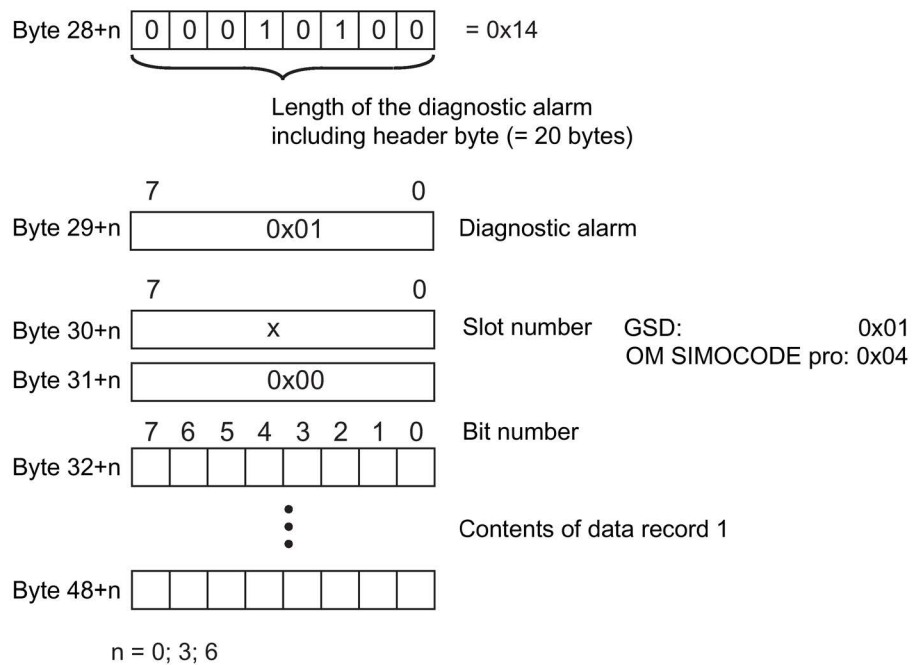 Byte 28+n 0 0 0 1 0 1 0 0 = 0x14
Length of the diagnostic alarm
including header byte (= 20 bytes)
7 0
Byte 29+n 0x01 Diagnostic alarm
7 0
Byte 30+n x Slot number GSD: 0x01
OM SIMOCODE pro: 0x04
Byte 31+n 0x00
7 6 5 4 3 2 1 0 Bit number
Byte 32+n
Contents of data record 1
Byte 48+n
n = 0; 3; 6